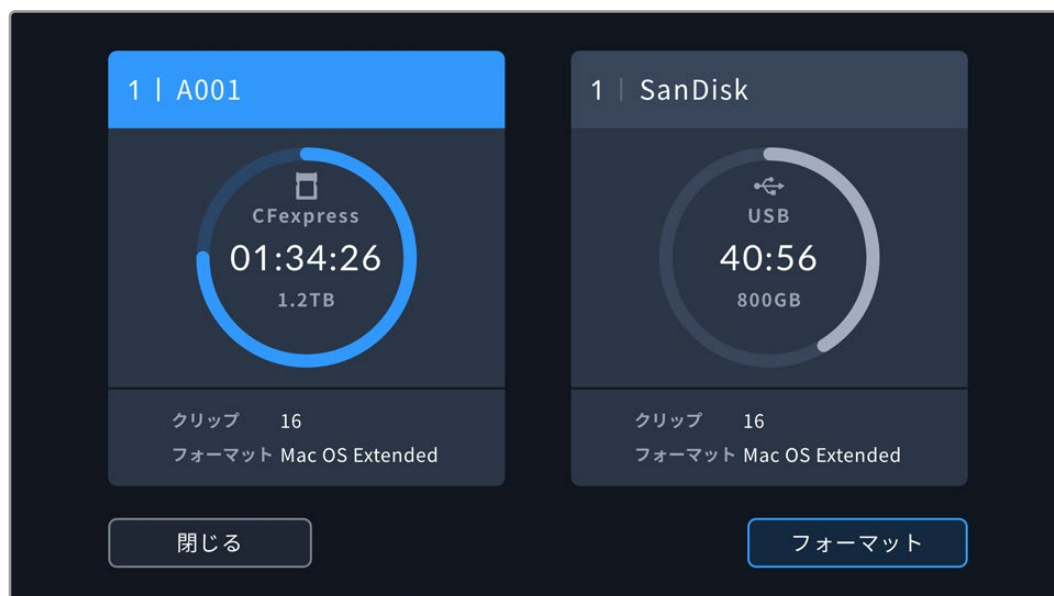 1 | A001
CFexpress
01:34:26
1.2TB
クリップ 16
フォーマット Mac OS Extended
1 | SanDisk
USB
40:56
800GB
クリップ 16
フォーマット Mac OS Extended
閉じる
フォーマット